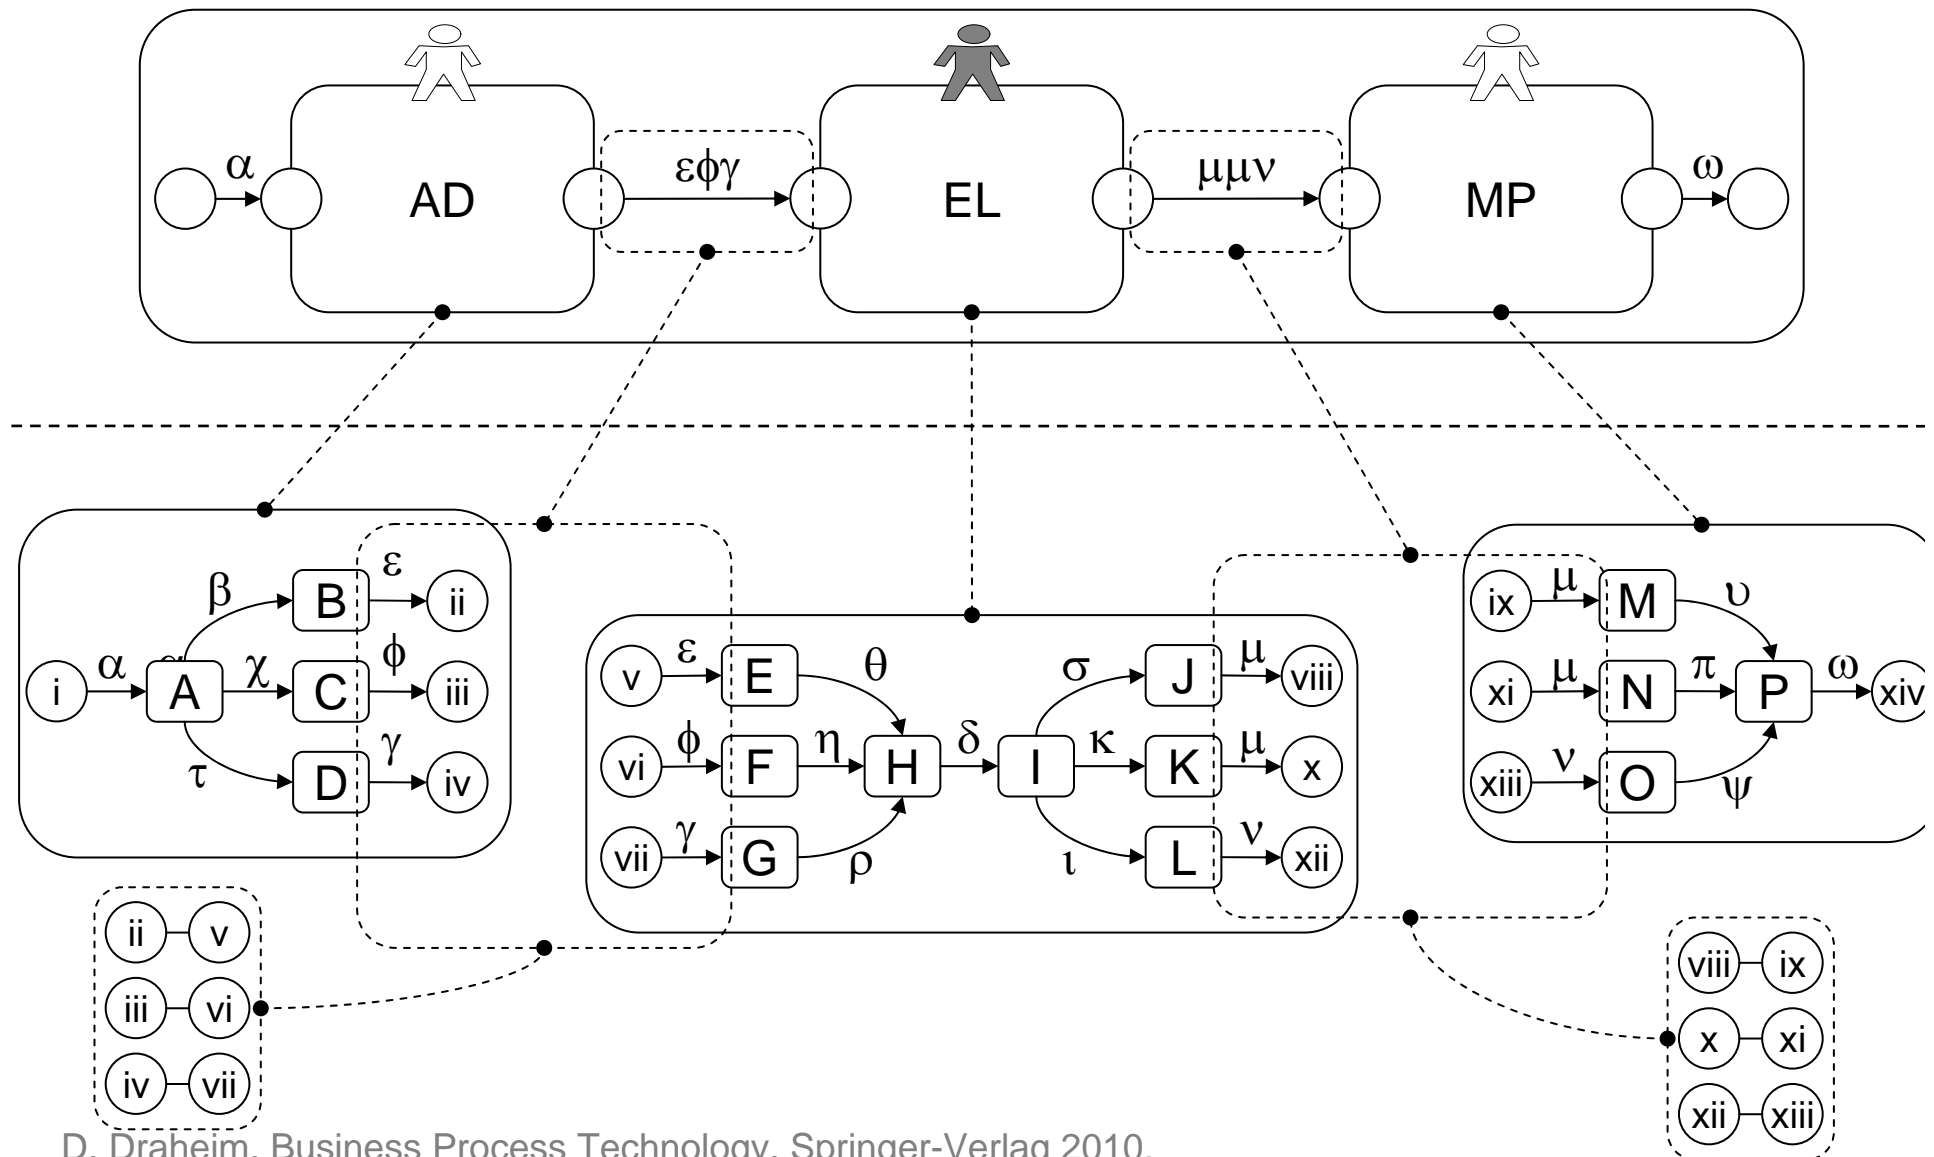 α AD εϕγ EL μμν MP ω
β B ε ii
i α A χ C ϕ iii
τ D γ iv
v ε E θ
vi ϕ F η H δ I κ K μ x
vii γ G ρ
σ J μ viii
ι L ν xii
ix μ M υ
xi μ N π P ω xiv
xiii ν O ψ
ii v
iii vi
iv vii
viii ix
x xi
xii xiii
D. Draheim. Business Process Technology. Springer-Verlag 2010.